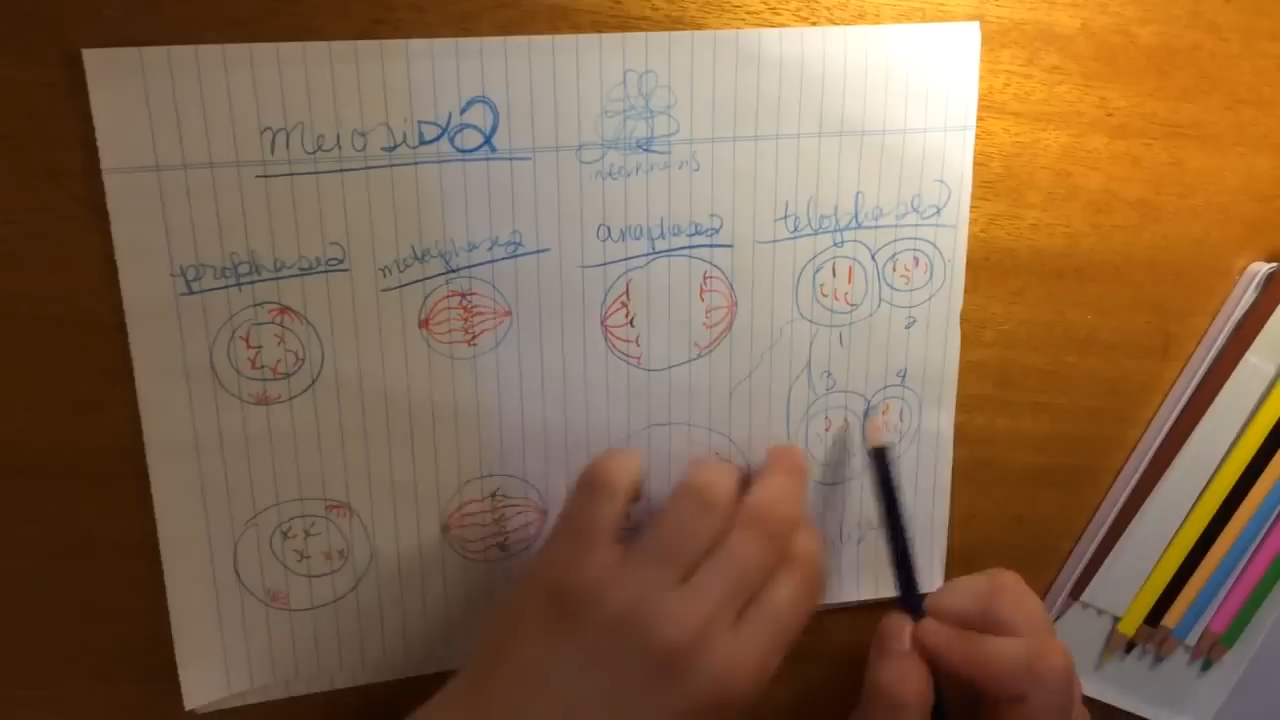 meiosis 2
interkinesis
prophase 2
metaphase 2
anaphase 2
telophase 2
1
2
3
4